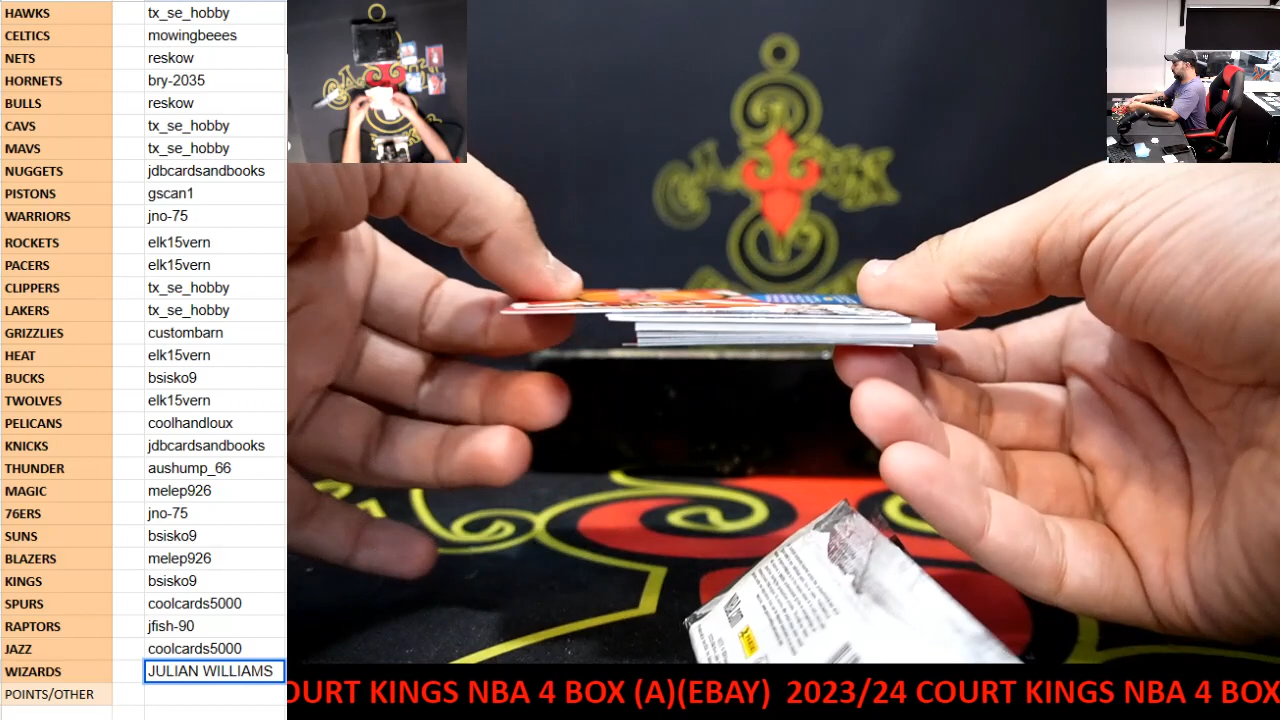 HAWKS tx_se_hobby
CELTICS mowingbeees
NETS reskow
HORNETS bry-2035
BULLS reskow
CAVS tx_se_hobby
MAVS tx_se_hobby
NUGGETS jdbcardsandbooks
PISTONS gscan1
WARRIORS jno-75
ROCKETS elk15vern
PACERS elk15vern
CLIPPERS tx_se_hobby
LAKERS tx_se_hobby
GRIZZLIES custombarn
HEAT elk15vern
BUCKS bsisko9
TWOLVES elk15vern
PELICANS coolhandloux
KNICKS jdbcardsandbooks
THUNDER aushump_66
MAGIC melep926
76ERS jno-75
SUNS bsisko9
BLAZERS melep926
KINGS bsisko9
SPURS coolcards5000
RAPTORS jfish-90
JAZZ coolcards5000
WIZARDS JULIAN WILLIAMS
POINTS/OTHER
NBA.com
PANINI
OURT KINGS NBA 4 BOX (A)(EBAY) 2023/24 COURT KINGS NBA 4 BOX